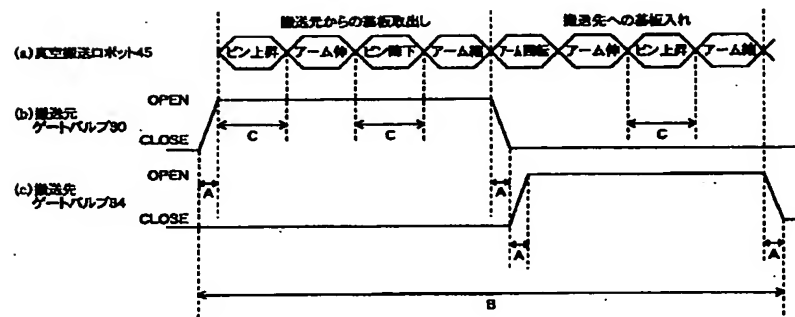 搬送元からの基板取出し 搬送先への基板入れ
(a)真空搬送ロボット45 ピン上昇 アーム伸 ピン降下 アーム縮 アーム回転 アーム伸 ピン上昇 アーム縮
(b)搬送元
ゲートバルブ80
OPEN
CLOSE
C C C
A A
(c)搬送先
ゲートバルブ84
OPEN
CLOSE
A A
B